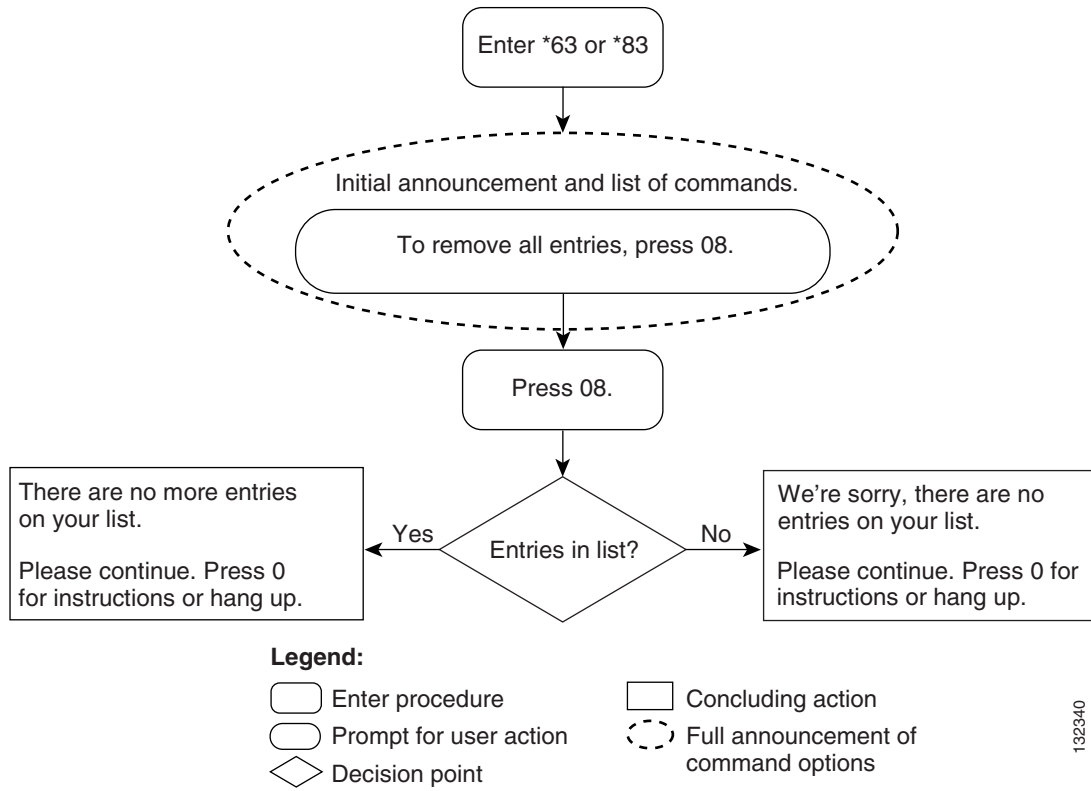 Enter *63 or *83
Initial announcement and list of commands.
To remove all entries, press 08.
Press 08.
There are no more entries
on your list.
Please continue. Press 0
for instructions or hang up.
Yes
Entries in list?
No
We're sorry, there are no
entries on your list.
Please continue. Press 0 for
instructions or hang up.
Legend:
Enter procedure
Prompt for user action
Decision point
Concluding action
Full announcement of
command options
132340